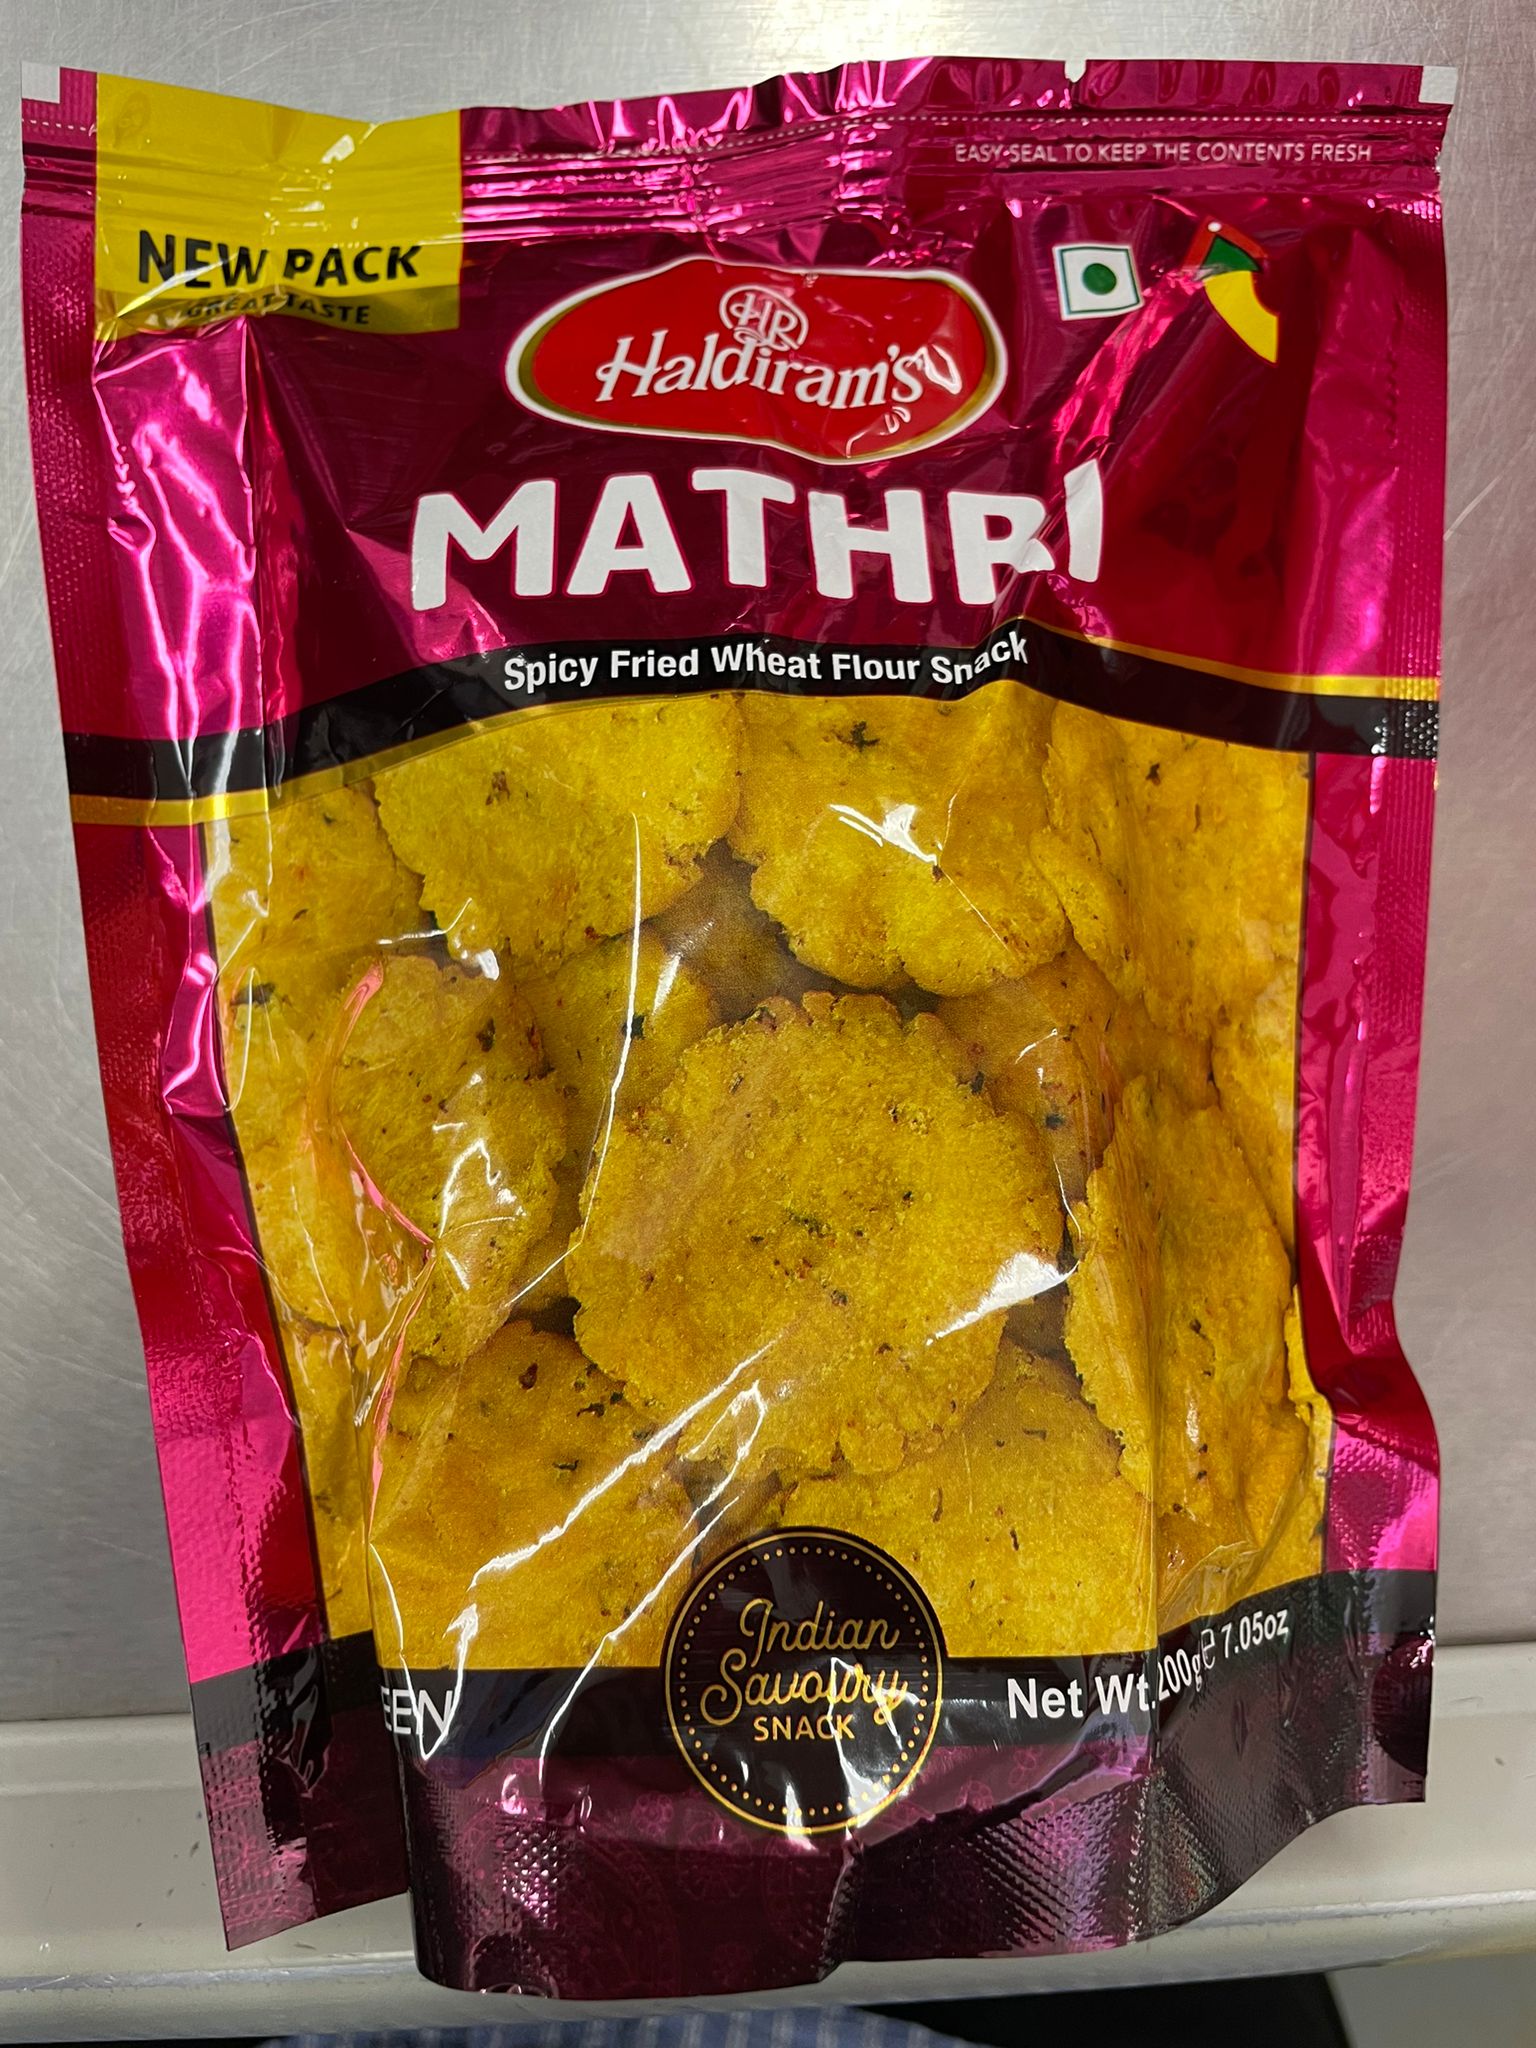 EASY-SEAL TO KEEP THE CONTENTS FRESH
NEW PACK
GREAT TASTE
HR
Haldiram's
MATHRI
Spicy Fried Wheat Flour Snack
Indian
Savoury
SNACK
Net Wt. 200g℮ 7.05oz